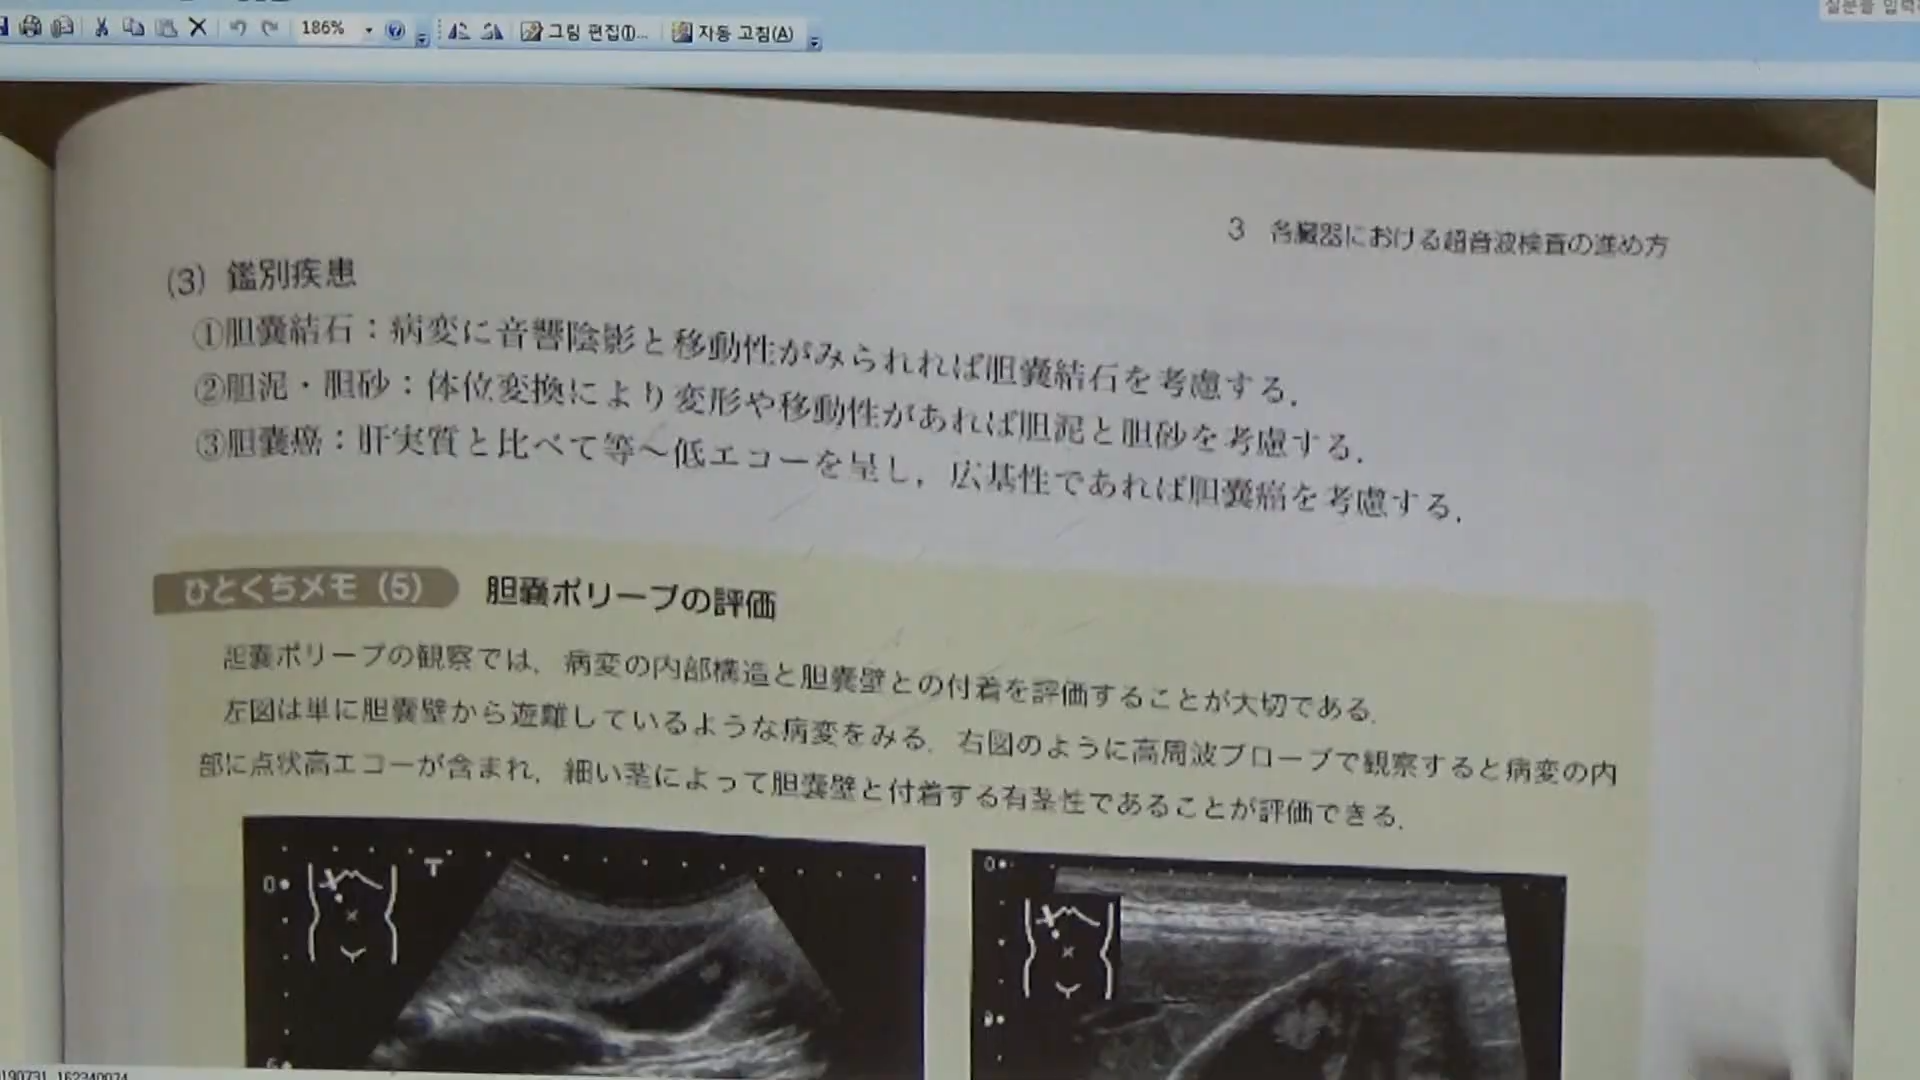 186%
그림 편집(I)...
자동 고침(A)
3 各臓器における超音波検査の進め方
(3) 鑑別疾患
①胆嚢結石：病変に音響陰影と移動性がみられれば胆嚢結石を考慮する．
②胆泥・胆砂：体位変換により変形や移動性があれば胆泥と胆砂を考慮する．
③胆嚢癌：肝実質と比べて等〜低エコーを呈し，広基性であれば胆嚢癌を考慮する．
ひとくちメモ (5) 胆嚢ポリープの評価
胆嚢ポリープの観察では，病変の内部構造と胆嚢壁との付着を評価することが大切である．
左図は単に胆嚢壁から遊離しているような病変をみる．右図のように高周波プローブで観察すると病変の内
部に点状高エコーが含まれ，細い茎によって胆嚢壁と付着する有茎性であることが評価できる．
T
0
0